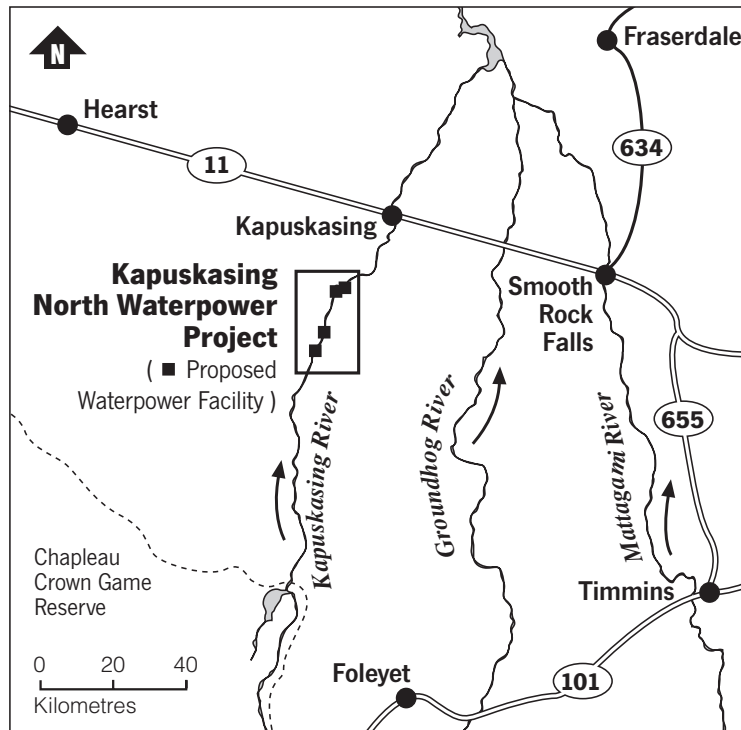 N
Fraserdale
Hearst
634
11
Kapuskasing
Kapuskasing
North Waterpower
Project
( ■ Proposed
Waterpower Facility )
Smooth
Rock
Falls
655
Kapuskasing River
Groundhog River
Mattagami River
Chapleau
Crown Game
Reserve
Timmins
0 20 40
Kilometres
Foleyet
101